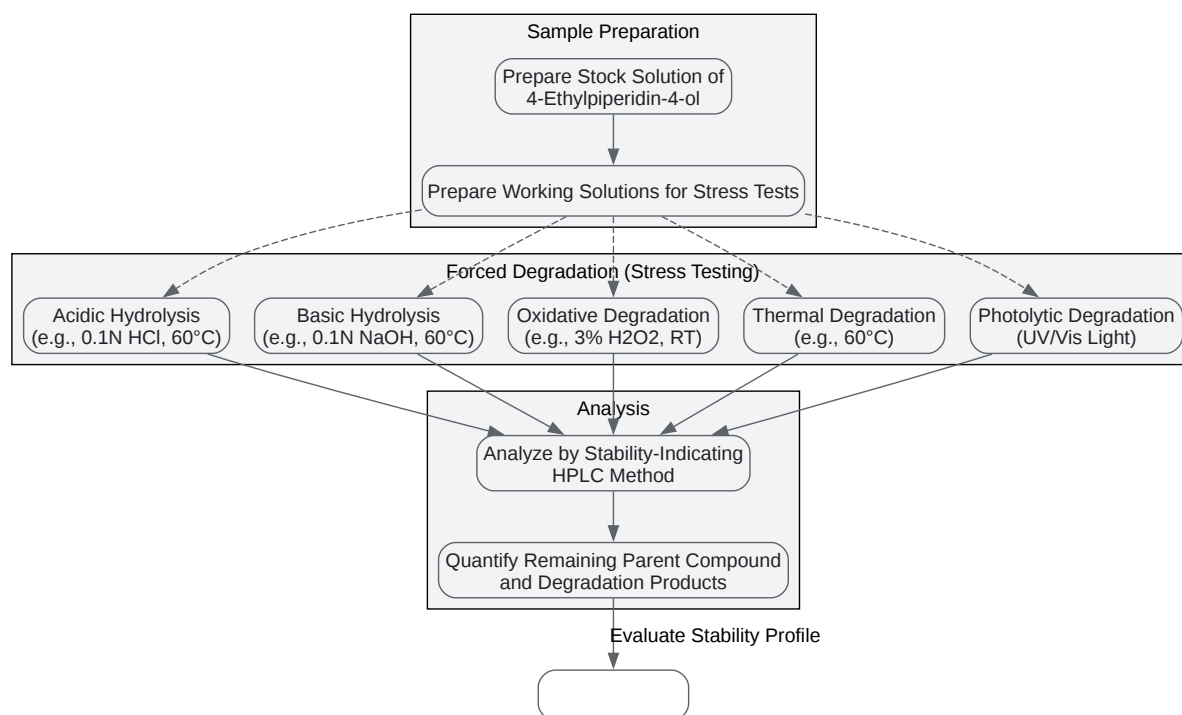 Sample Preparation
Prepare Stock Solution of
4-Ethylpiperidin-4-ol
Prepare Working Solutions for Stress Tests
Forced Degradation (Stress Testing)
Acidic Hydrolysis
(e.g., 0.1N HCl, 60°C)
Basic Hydrolysis
(e.g., 0.1N NaOH, 60°C)
Oxidative Degradation
(e.g., 3% H2O2, RT)
Thermal Degradation
(e.g., 60°C)
Photolytic Degradation
(UV/Vis Light)
Analysis
Analyze by Stability-Indicating
HPLC Method
Quantify Remaining Parent Compound
and Degradation Products
Evaluate Stability Profile